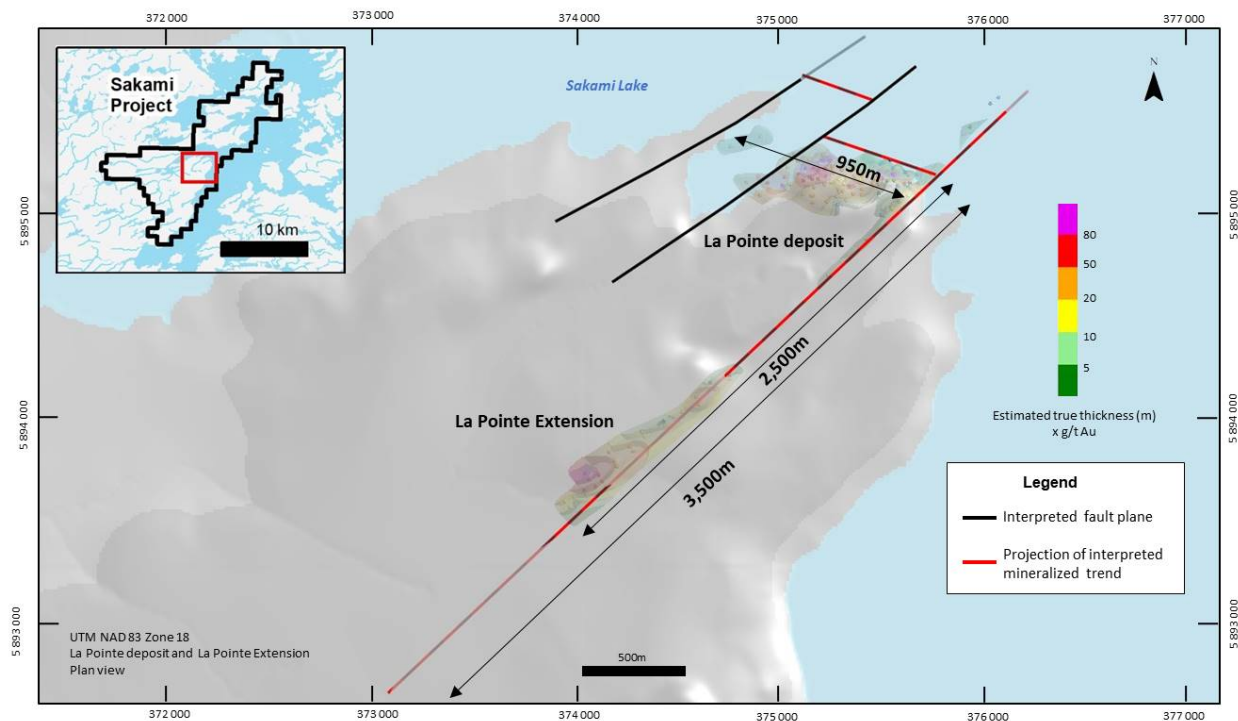 372 000 373 000 374 000 375 000 376 000 377 000
Sakami
Project
10 km
Sakami Lake
N
950m
5 895 000
5 895 000
La Pointe deposit
80
50
20
10
5
Estimated true thickness (m)
x g/t Au
2,500m
La Pointe Extension
5 894 000
5 894 000
3,500m
Legend
Interpreted fault plane
Projection of interpreted
mineralized trend
5 893 000
5 893 000
UTM NAD 83 Zone 18
La Pointe deposit and La Pointe Extension
Plan view
500m
372 000 373 000 374 000 375 000 376 000 377 000